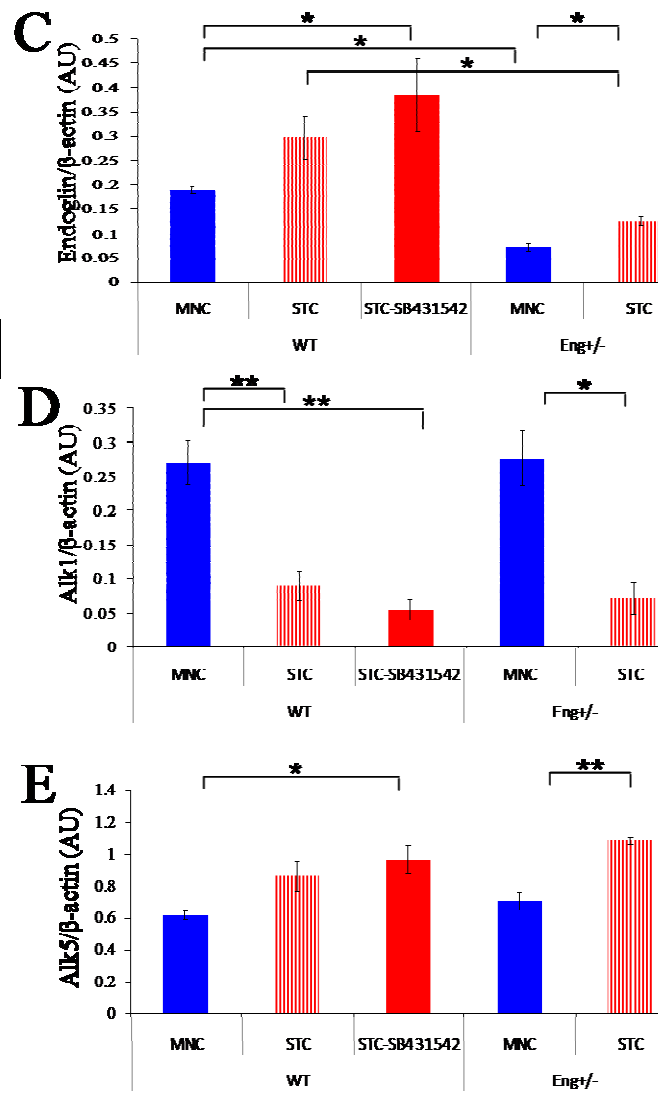 C
Endoglin/β-actin (AU)
* * * *
0.5
0.45
0.4
0.35
0.3
0.25
0.2
0.15
0.1
0.05
0
MNC STC STC-SB431542 MNC STC
WT Eng+/-
D
Alk1/β-actin (AU)
** ** *
0.35
0.3
0.25
0.2
0.15
0.1
0.05
0
MNC STC STC-SB431542 MNC STC
WT Eng+/-
E
Alk5/β-actin (AU)
* **
1.4
1.2
1
0.8
0.6
0.4
0.2
0
MNC STC STC-SB431542 MNC STC
WT Eng+/-